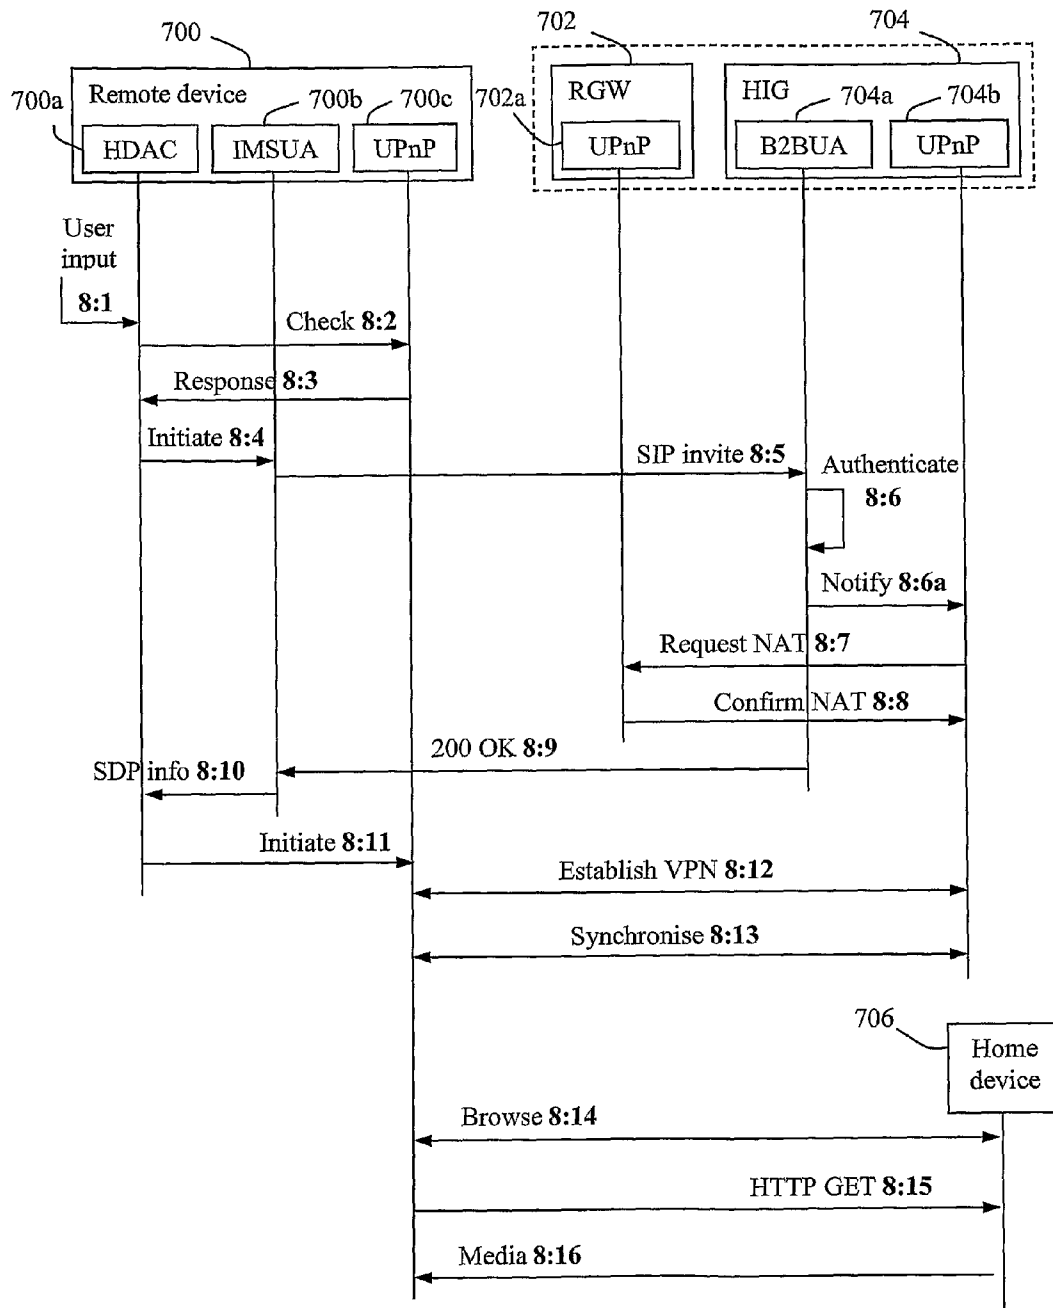 700
702
704
Remote device
RGW
HIG
700a
700b
700c
702a
704a
704b
HDAC
IMSUA
UPnP
UPnP
B2BUA
UPnP
User
input
8:1
Check 8:2
Response 8:3
Initiate 8:4
SIP invite 8:5
Authenticate
8:6
Notify 8:6a
Request NAT 8:7
Confirm NAT 8:8
200 OK 8:9
SDP info 8:10
Initiate 8:11
Establish VPN 8:12
Synchronise 8:13
706
Home
device
Browse 8:14
HTTP GET 8:15
Media 8:16